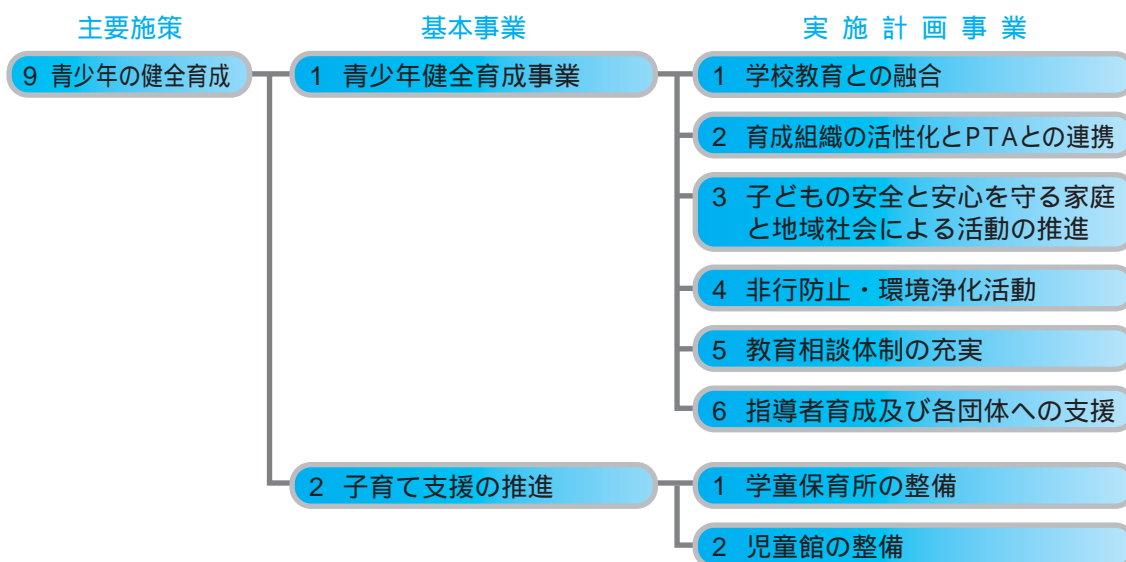 主要施策
基本事業
実施計画事業
9 青少年の健全育成
1 青少年健全育成事業
1 学校教育との融合
2 育成組織の活性化とPTAとの連携
3 子どもの安全と安心を守る家庭
と地域社会による活動の推進
4 非行防止・環境浄化活動
5 教育相談体制の充実
6 指導者育成及び各団体への支援
2 子育て支援の推進
1 学童保育所の整備
2 児童館の整備